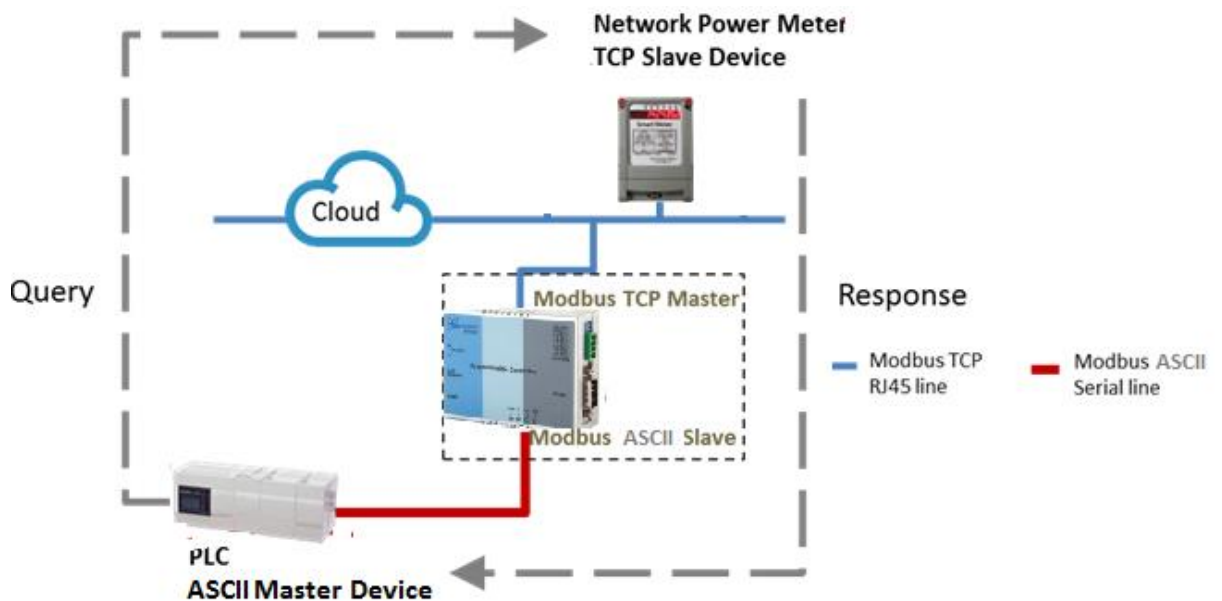 Network Power Meter
TCP Slave Device
Cloud
Query
Modbus TCP Master
Response
Modbus TCP
RJ45 line
Modbus ASCII
Serial line
Modbus ASCII Slave
PLC
ASCII Master Device